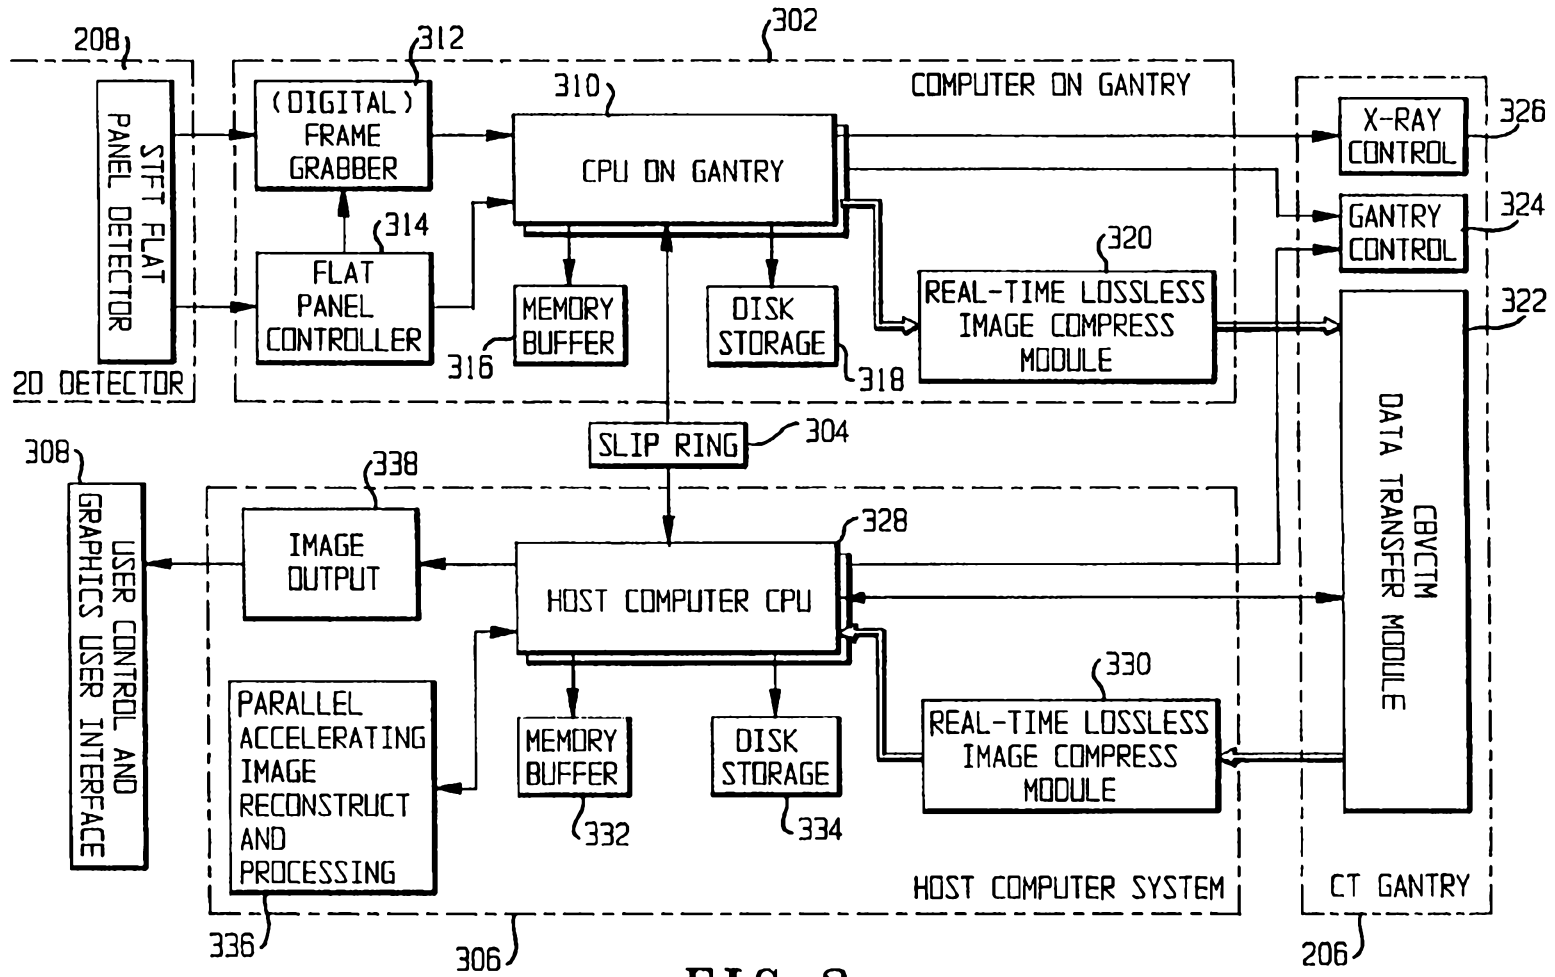 208
312
302
COMPUTER ON GANTRY
(DIGITAL)
FRAME
GRABBER
310
CPU ON GANTRY
X-RAY
CONTROL
326
STFT FLAT
PANEL DETECTOR
2D DETECTOR
314
FLAT
PANEL
CONTROLLER
GANTRY
CONTROL
324
320
REAL-TIME LOSSLESS
IMAGE COMPRESS
MODULE
MEMORY
BUFFER
316
DISK
STORAGE
318
322
CBVCTM
DATA TRANSFER MODULE
SLIP RING
304
308
USER CONTROL AND
GRAPHICS USER INTERFACE
338
IMAGE
OUTPUT
328
HOST COMPUTER CPU
330
REAL-TIME LOSSLESS
IMAGE COMPRESS
MODULE
PARALLEL
ACCELERATING
IMAGE
RECONSTRUCT
AND
PROCESSING
336
MEMORY
BUFFER
332
DISK
STORAGE
334
HOST COMPUTER SYSTEM
306
CT GANTRY
206